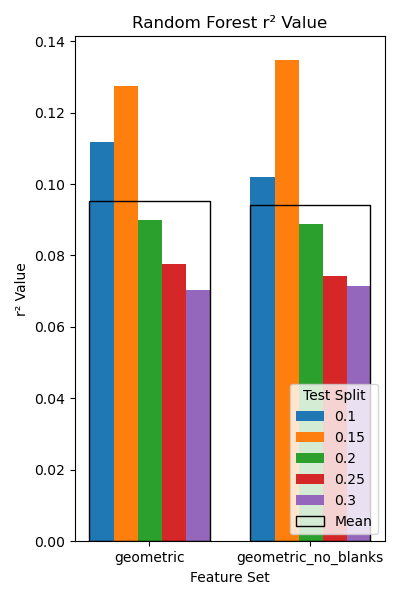 Random Forest r² Value
r² Value
0.14
0.12
0.10
0.08
0.06
0.04
0.02
0.00
Test Split
0.1
0.15
0.2
0.25
0.3
Mean
geometric
geometric_no_blanks
Feature Set